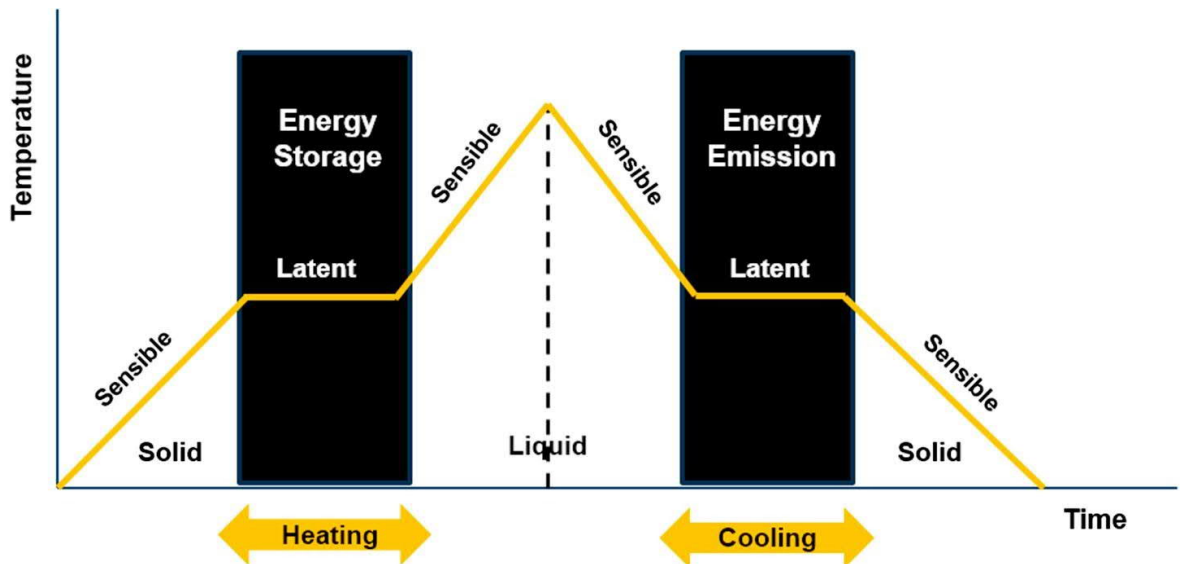 Temperature
Energy
Storage
Latent
Sensible
Sensible
Solid
Liquid
Sensible
Energy
Emission
Latent
Sensible
Solid
Heating
Cooling
Time